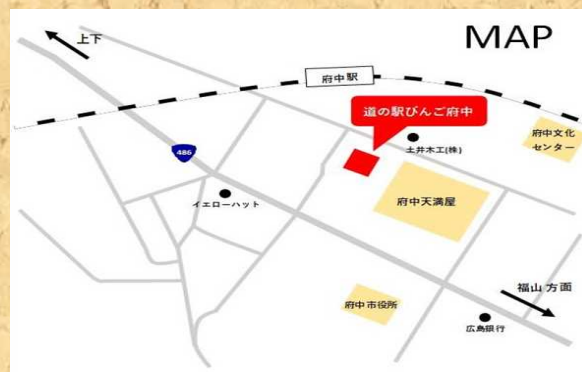 MAP
上下
府中駅
道の駅びんご府中
土井木工(株)
府中文化
センター
486
イエローハット
府中天満屋
福山方面
府中市役所
広島銀行